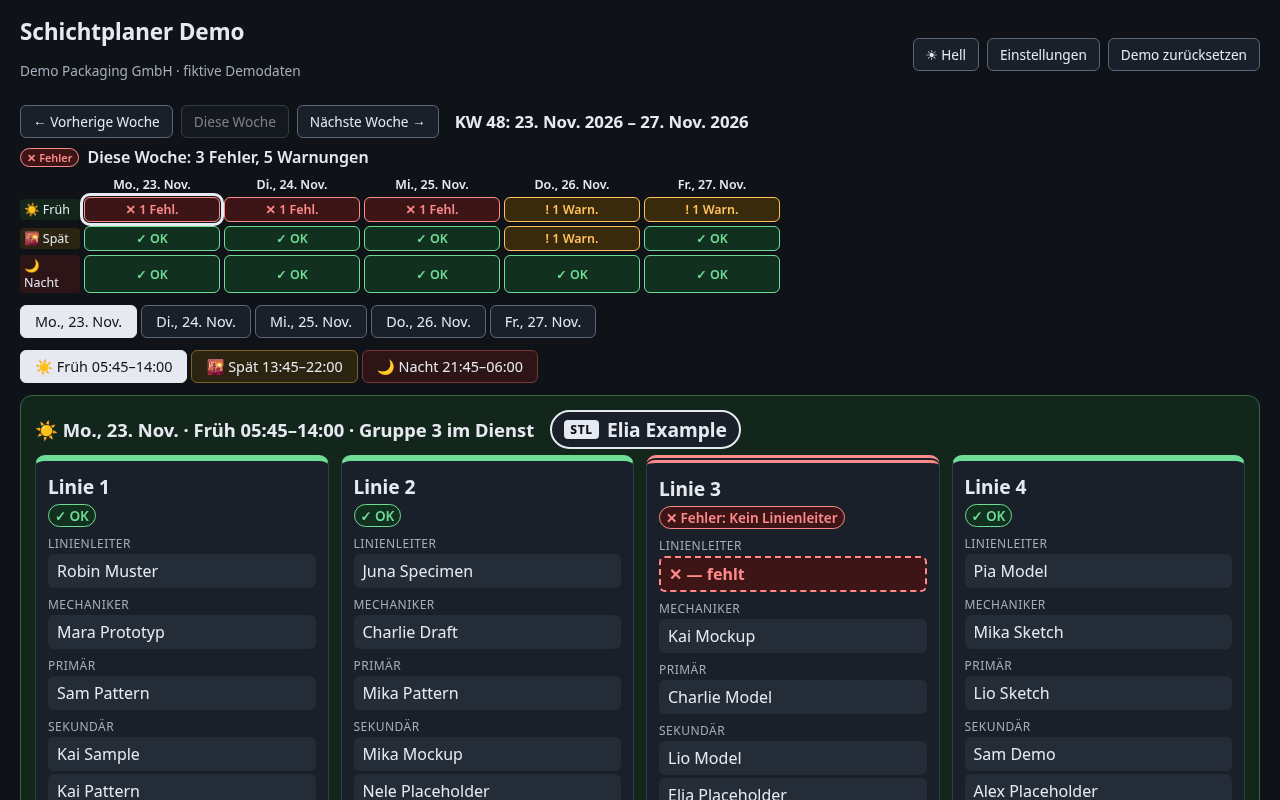 Schichtplaner Demo
Demo Packaging GmbH · fiktive Demodaten
☀ Hell Einstellungen Demo zurücksetzen
← Vorherige Woche Diese Woche Nächste Woche → KW 48: 23. Nov. 2026 – 27. Nov. 2026
✕ Fehler Diese Woche: 3 Fehler, 5 Warnungen
Mo., 23. Nov. Di., 24. Nov. Mi., 25. Nov. Do., 26. Nov. Fr., 27. Nov.
☀️ Früh ✕ 1 Fehl. ✕ 1 Fehl. ✕ 1 Fehl. ! 1 Warn. ! 1 Warn.
🌇 Spät ✓ OK ✓ OK ✓ OK ! 1 Warn. ✓ OK
🌙 Nacht ✓ OK ✓ OK ✓ OK ✓ OK ✓ OK
Mo., 23. Nov. Di., 24. Nov. Mi., 25. Nov. Do., 26. Nov. Fr., 27. Nov.
☀️ Früh 05:45–14:00 🌇 Spät 13:45–22:00 🌙 Nacht 21:45–06:00
☀️ Mo., 23. Nov. · Früh 05:45–14:00 · Gruppe 3 im Dienst STL Elia Example
Linie 1
✓ OK
LINIENLEITER
Robin Muster
MECHANIKER
Mara Prototyp
PRIMÄR
Sam Pattern
SEKUNDÄR
Kai Sample
Kai Pattern
Linie 2
✓ OK
LINIENLEITER
Juna Specimen
MECHANIKER
Charlie Draft
PRIMÄR
Mika Pattern
SEKUNDÄR
Mika Mockup
Nele Placeholder
Linie 3
✕ Fehler: Kein Linienleiter
LINIENLEITER
✕ — fehlt
MECHANIKER
Kai Mockup
PRIMÄR
Charlie Model
SEKUNDÄR
Lio Model
Elia Placeholder
Linie 4
✓ OK
LINIENLEITER
Pia Model
MECHANIKER
Mika Sketch
PRIMÄR
Lio Sketch
SEKUNDÄR
Sam Demo
Alex Placeholder